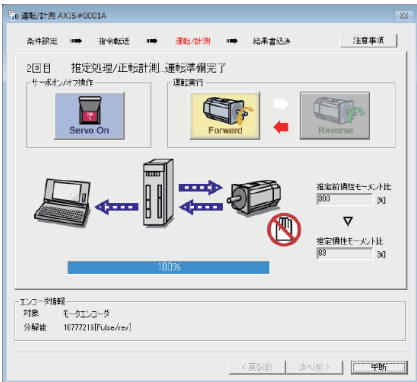 運転/計測 AXIS#0001A
条件設定 指令転送 運転/計測 結果書込み 注意事項
2回目 推定処理/正転計測..運転準備完了
サーボオン/オフ操作 運転実行
Servo On Forward Reverse
推定前慣性モーメント比
300 [%]
推定慣性モーメント比
83 [%]
100%
エンコーダ情報
対象 モータエンコーダ
分解能 16777216[Pulse/rev]
< 戻る(B) 次へ(N) > 中断